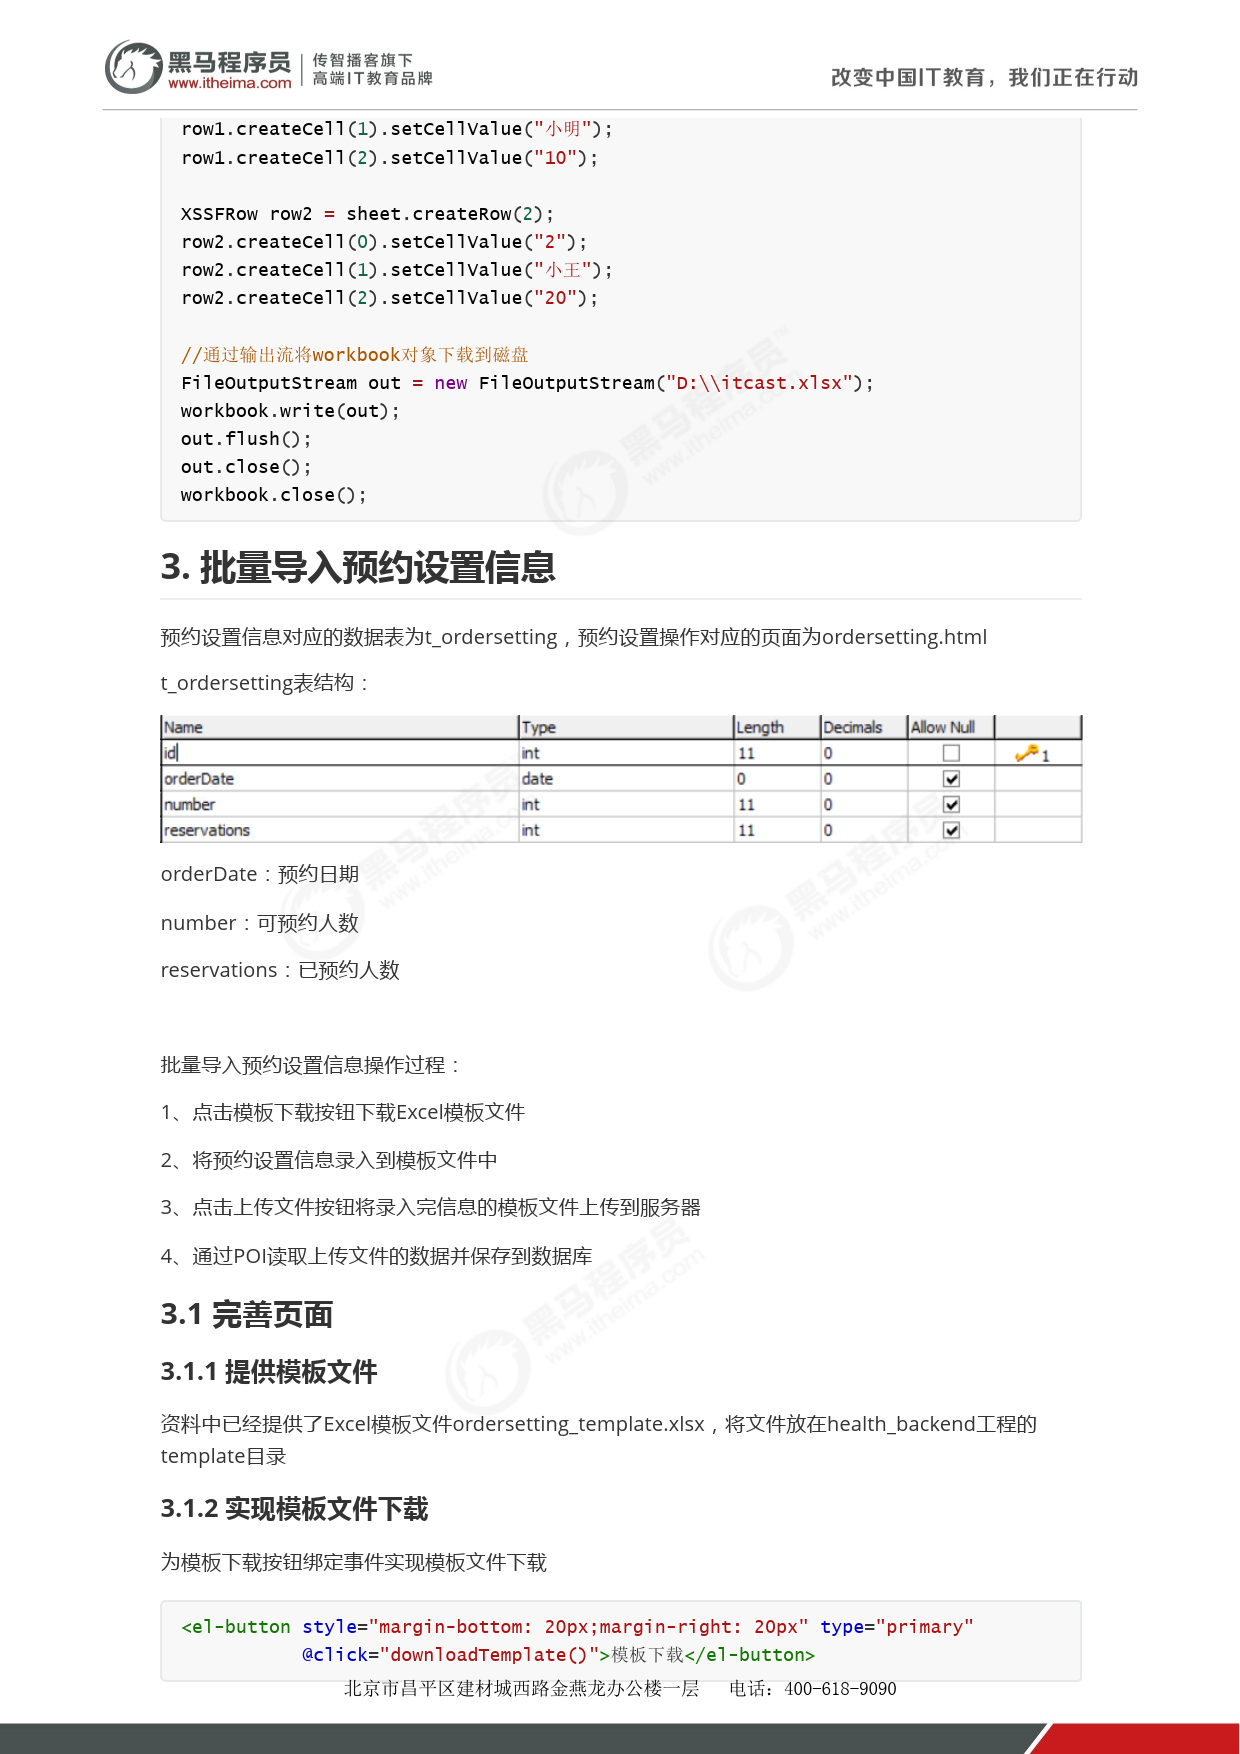 黑马程序员 传智播客旗下
www.itheima.com 高端IT教育品牌
改变中国IT教育，我们正在行动
row1.createCell(1).setCellValue("小明");
row1.createCell(2).setCellValue("10");
XSSFRow row2 = sheet.createRow(2);
row2.createCell(0).setCellValue("2");
row2.createCell(1).setCellValue("小王");
row2.createCell(2).setCellValue("20");
//通过输出流将workbook对象下载到磁盘
FileOutputStream out = new FileOutputStream("D:\\itcast.xlsx");
workbook.write(out);
out.flush();
out.close();
workbook.close();
3. 批量导入预约设置信息
预约设置信息对应的数据表为t_ordersetting，预约设置操作对应的页面为ordersetting.html
t_ordersetting表结构：
Name Type Length Decimals Allow Null
id int 11 0 1
orderDate date 0 0
number int 11 0
reservations int 11 0
orderDate：预约日期
number：可预约人数
reservations：已预约人数
批量导入预约设置信息操作过程：
1、点击模板下载按钮下载Excel模板文件
2、将预约设置信息录入到模板文件中
3、点击上传文件按钮将录入完信息的模板文件上传到服务器
4、通过POI读取上传文件的数据并保存到数据库
3.1 完善页面
3.1.1 提供模板文件
资料中已经提供了Excel模板文件ordersetting_template.xlsx，将文件放在health_backend工程的
template目录
3.1.2 实现模板文件下载
为模板下载按钮绑定事件实现模板文件下载
<el-button style="margin-bottom: 20px;margin-right: 20px" type="primary"
@click="downloadTemplate()">模板下载</el-button>
北京市昌平区建材城西路金燕龙办公楼一层 电话：400-618-9090